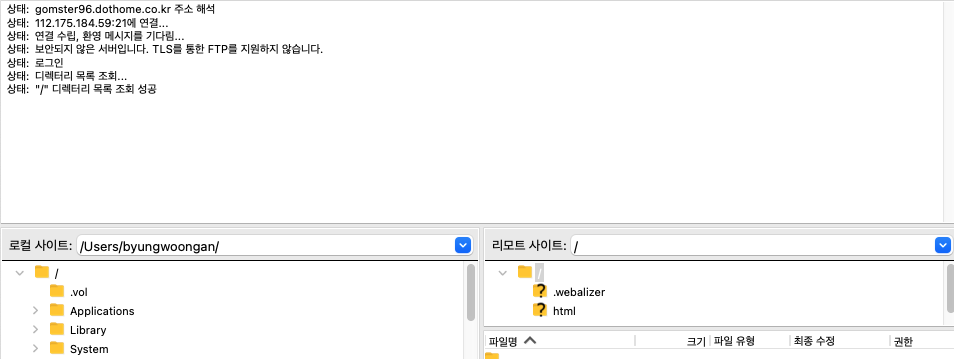 상태: gomster96.dothome.co.kr 주소 해석
상태: 112.175.184.59:21에 연결...
상태: 연결 수립, 환영 메시지를 기다림...
상태: 보안되지 않은 서버입니다. TLS를 통한 FTP를 지원하지 않습니다.
상태: 로그인
상태: 디렉터리 목록 조회...
상태: "/" 디렉터리 목록 조회 성공
로컬 사이트: /Users/byungwoongan/
/
.vol
Applications
Library
System
리모트 사이트: /
/
.webalizer
html
파일명 크기 파일 유형 최종 수정 권한